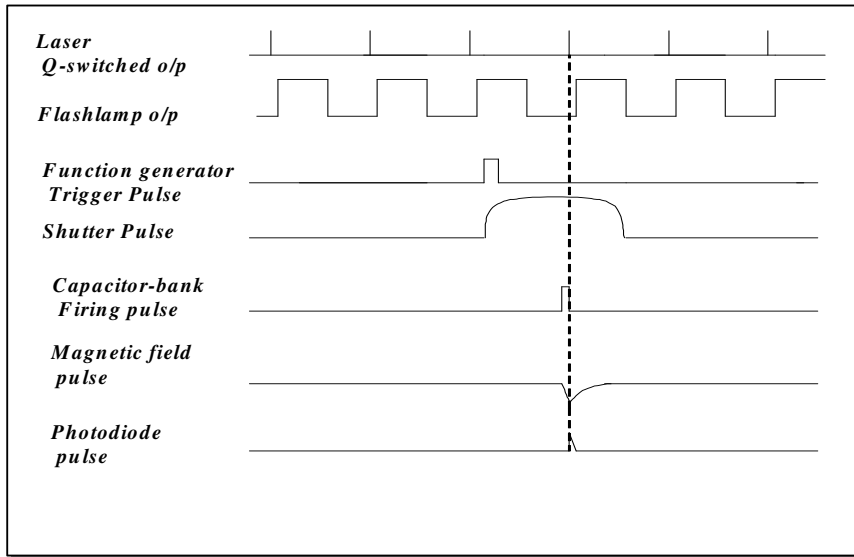 Laser
Q-switched o/p
Flashlamp o/p
Function generator
Trigger Pulse
Shutter Pulse
Capacitor-bank
Firing pulse
Magnetic field
pulse
Photodiode
pulse